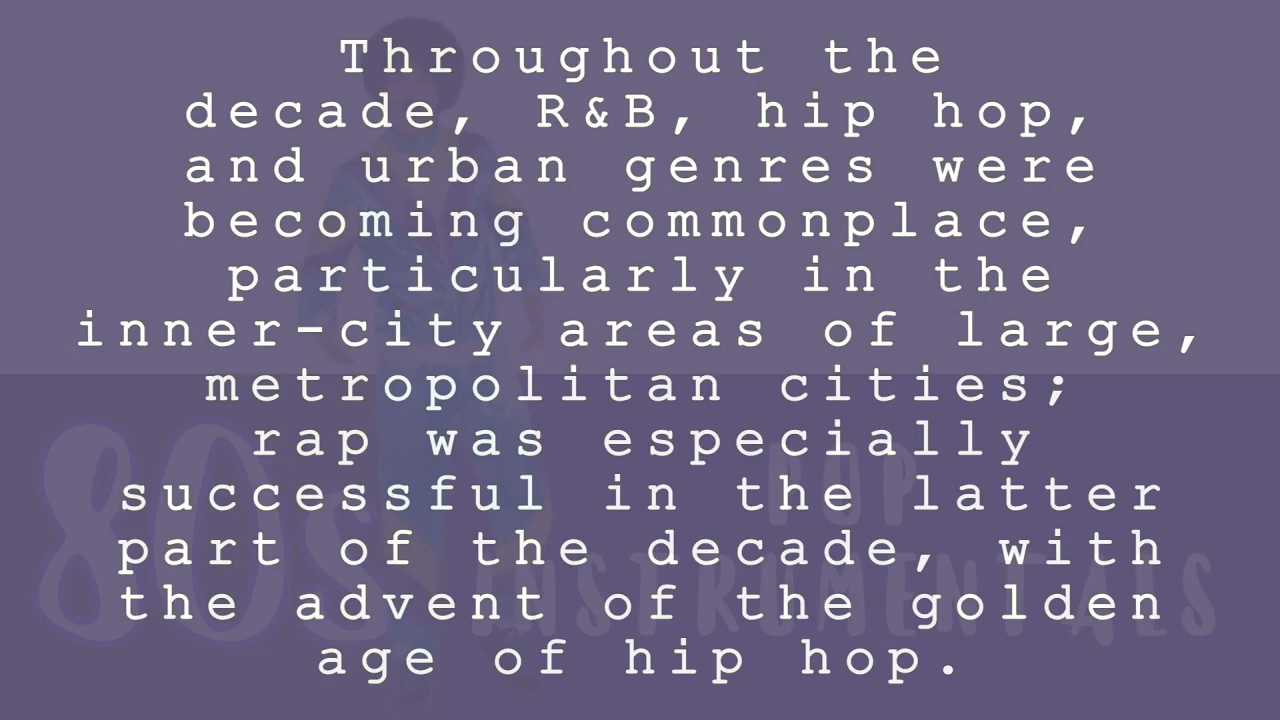 Throughout the
decade, R&B, hip hop,
and urban genres were
becoming commonplace,
particularly in the
inner-city areas of large,
metropolitan cities;
rap was especially
successful in the latter
part of the decade, with
the advent of the golden
age of hip hop.
80s
POP
INSTRUMENTALS